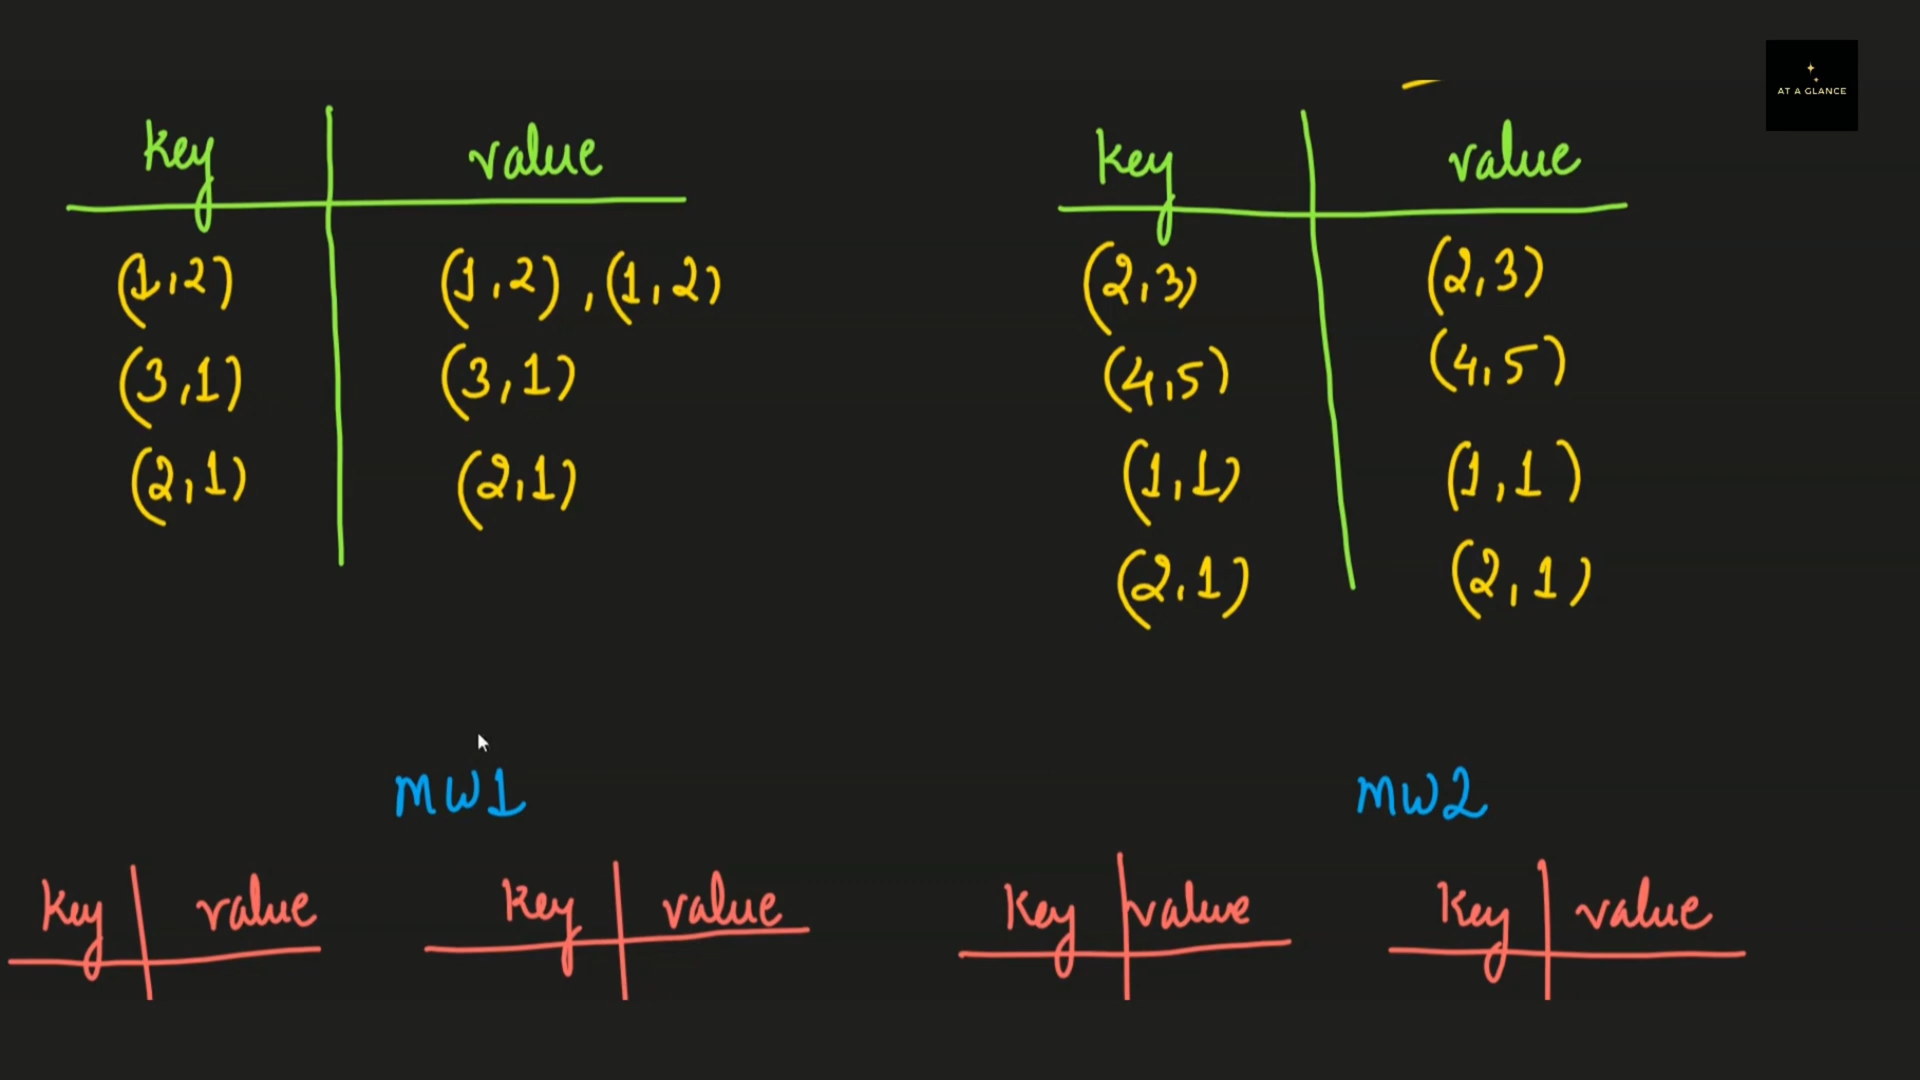 AT A GLANCE
key value
(1,2) (1,2),(1,2)
(3,1) (3,1)
(2,1) (2,1)
key value
(2,3) (2,3)
(4,5) (4,5)
(1,1) (1,1)
(2,1) (2,1)
MW1
MW2
key value
key value
key value
key value